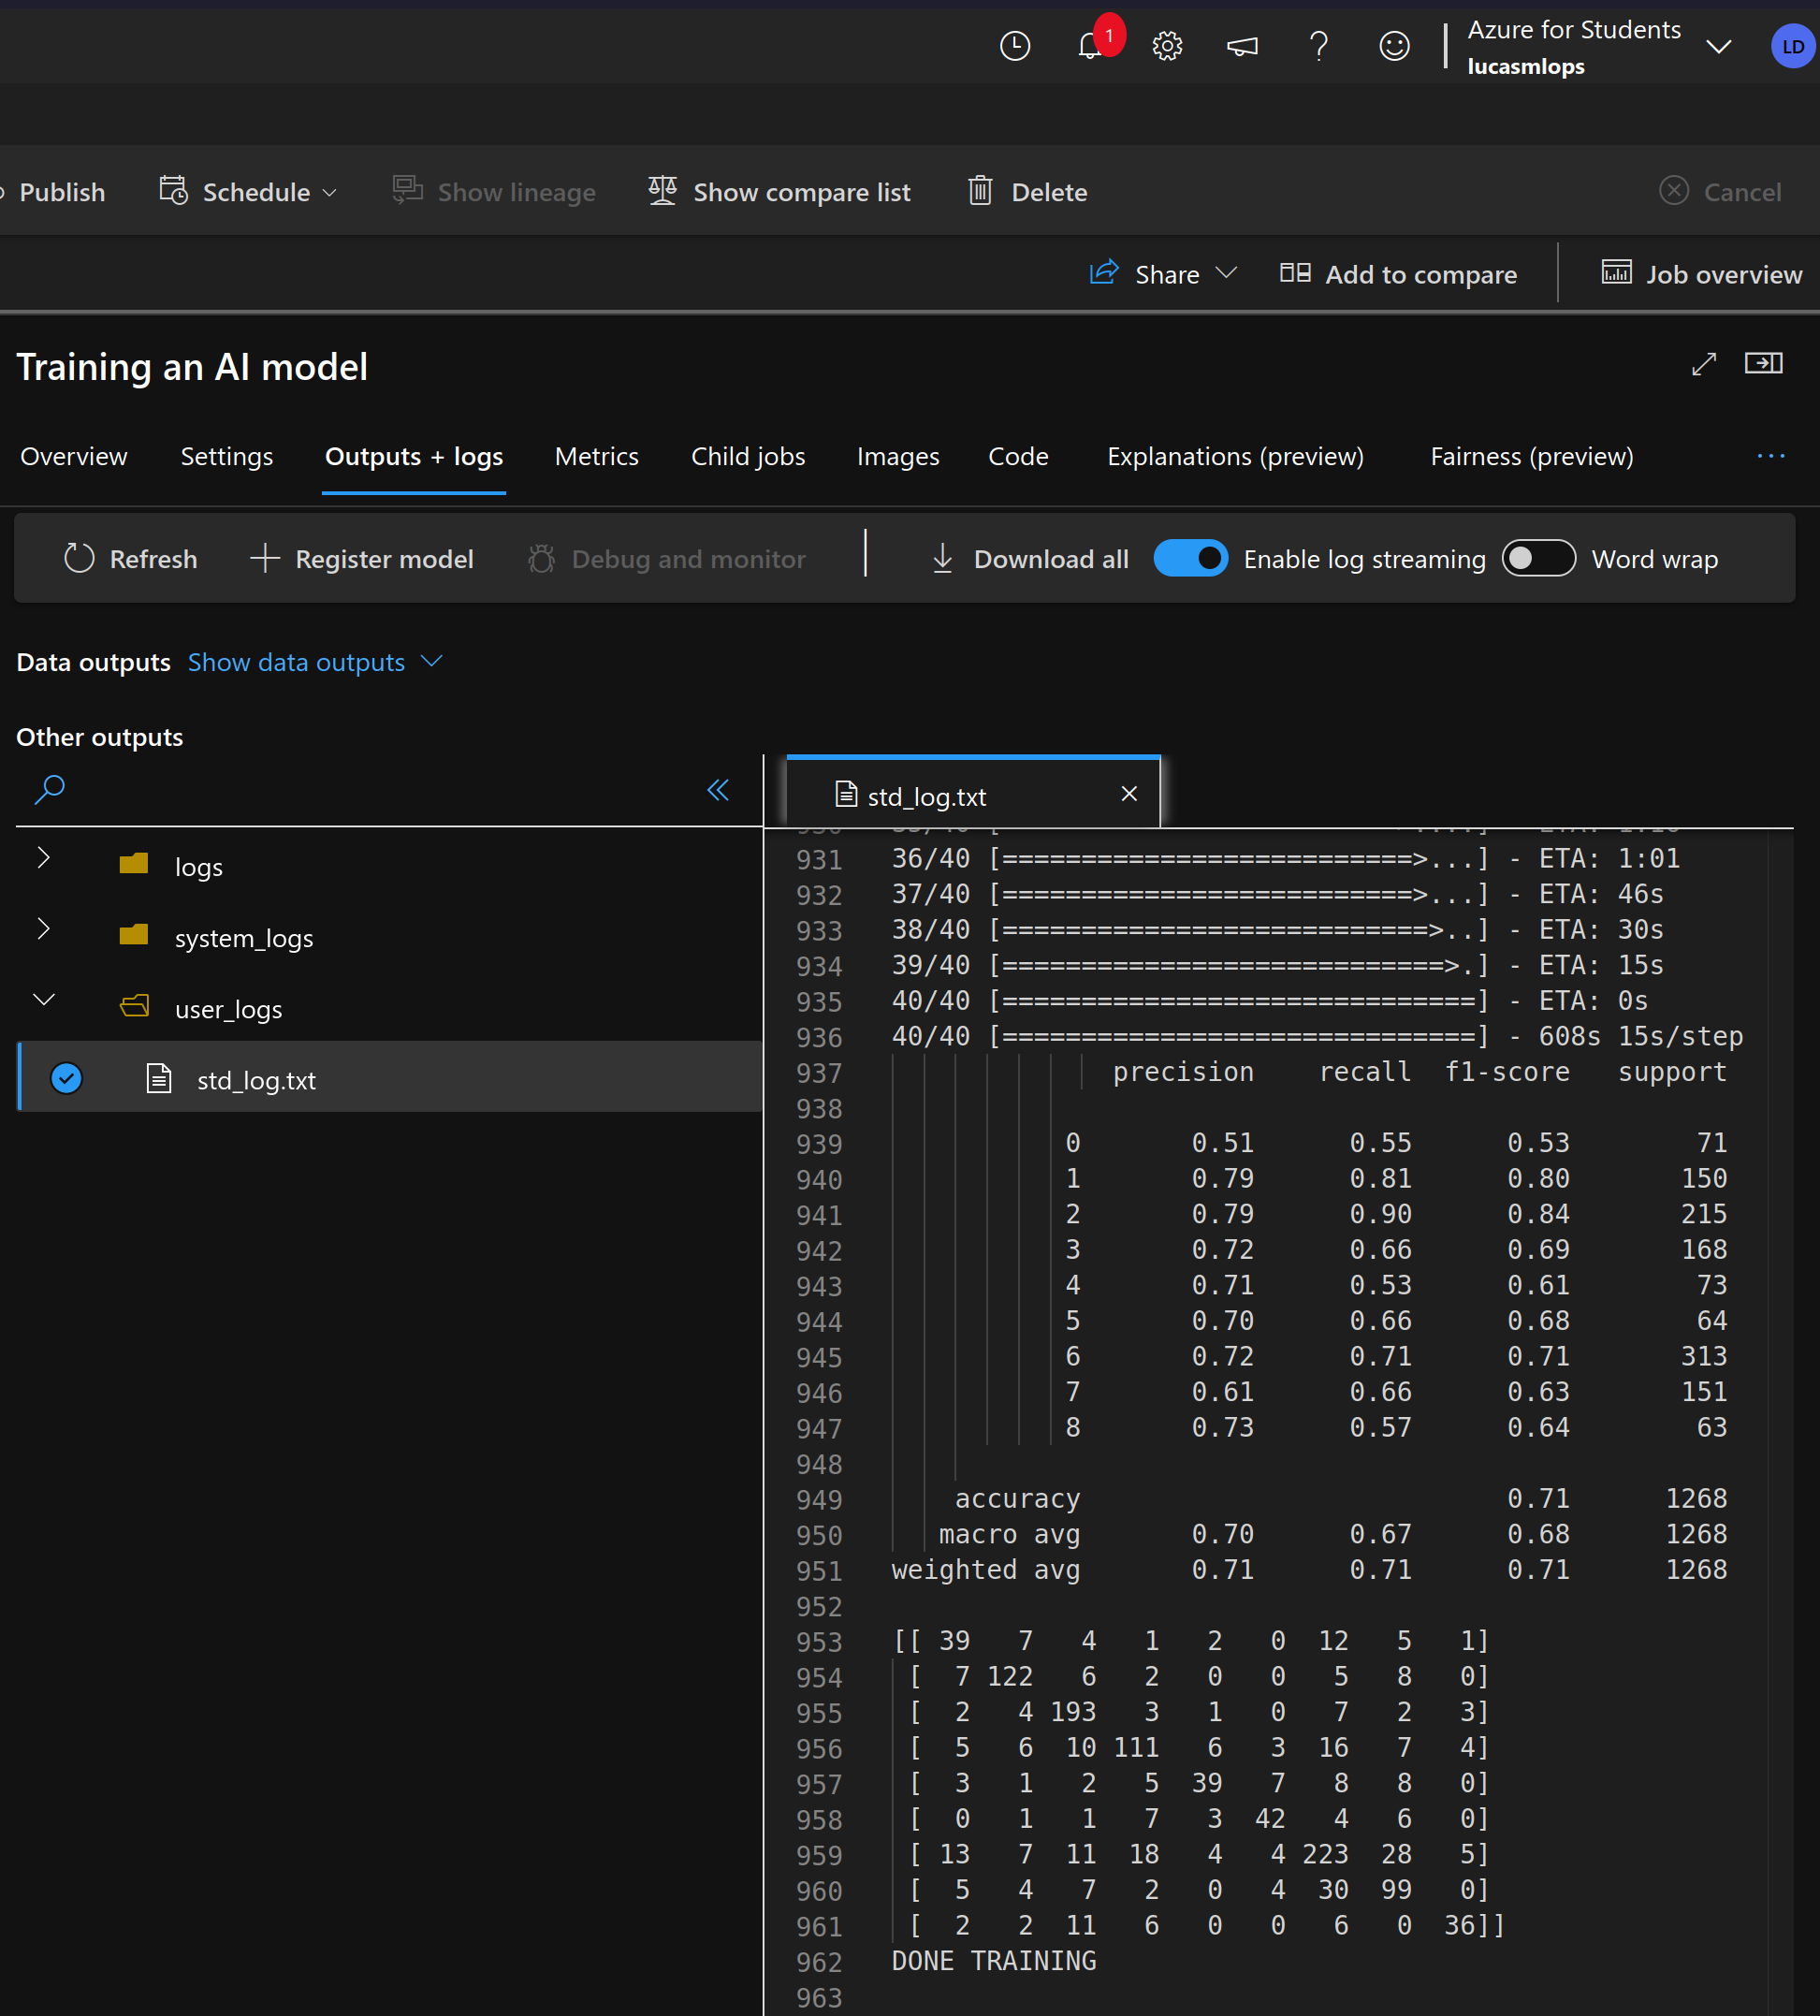 1
Azure for Students
lucasmlops
LD
Publish
Schedule
Show lineage
Show compare list
Delete
Cancel
Share
Add to compare
Job overview
Training an AI model
Overview Settings Outputs + logs Metrics Child jobs Images Code Explanations (preview) Fairness (preview) ...
Refresh
Register model
Debug and monitor
Download all
Enable log streaming
Word wrap
Data outputs Show data outputs
Other outputs
logs
system_logs
user_logs
std_log.txt
std_log.txt
931 36/40 [==========================>...] - ETA: 1:01
932 37/40 [==========================>...] - ETA: 46s
933 38/40 [===========================>..] - ETA: 30s
934 39/40 [============================>.] - ETA: 15s
935 40/40 [==============================] - ETA: 0s
936 40/40 [==============================] - 608s 15s/step
937 precision recall f1-score support
938
939 0 0.51 0.55 0.53 71
940 1 0.79 0.81 0.80 150
941 2 0.79 0.90 0.84 215
942 3 0.72 0.66 0.69 168
943 4 0.71 0.53 0.61 73
944 5 0.70 0.66 0.68 64
945 6 0.72 0.71 0.71 313
946 7 0.61 0.66 0.63 151
947 8 0.73 0.57 0.64 63
948
949 accuracy 0.71 1268
950 macro avg 0.70 0.67 0.68 1268
951 weighted avg 0.71 0.71 0.71 1268
952
953 [[ 39 7 4 1 2 0 12 5 1]
954 [ 7 122 6 2 0 0 5 8 0]
955 [ 2 4 193 3 1 0 7 2 3]
956 [ 5 6 10 111 6 3 16 7 4]
957 [ 3 1 2 5 39 7 8 8 0]
958 [ 0 1 1 7 3 42 4 6 0]
959 [ 13 7 11 18 4 4 223 28 5]
960 [ 5 4 7 2 0 4 30 99 0]
961 [ 2 2 11 6 0 0 6 0 36]]
962 DONE TRAINING
963